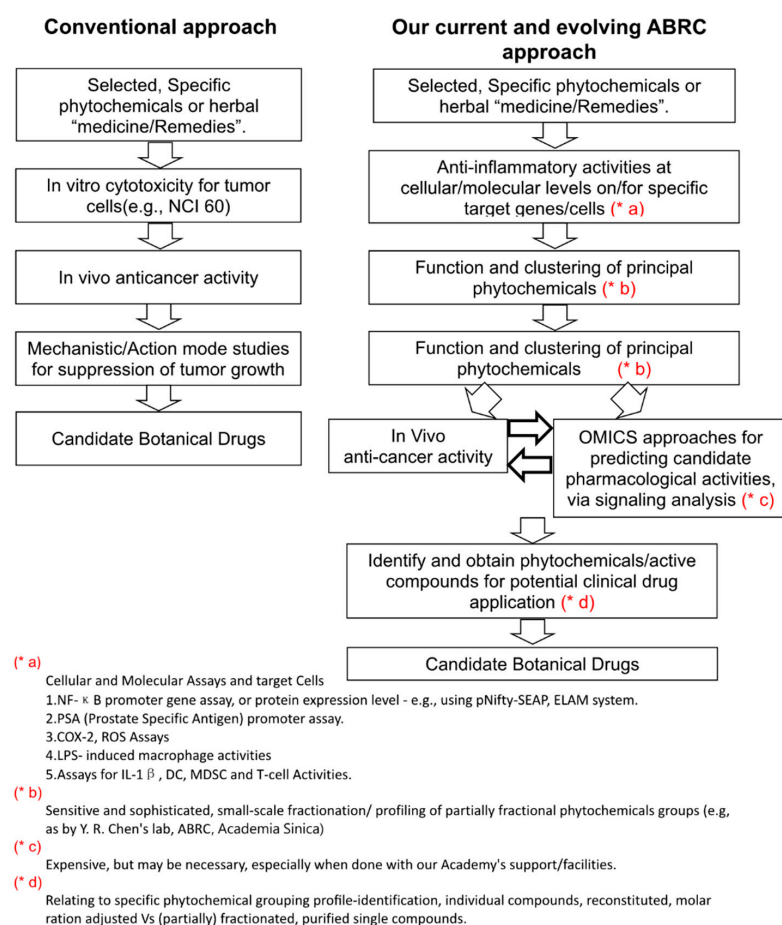 Conventional approach
Selected, Specific
phytochemicals or herbal
“medicine/Remedies”.
In vitro cytotoxicity for tumor
cells(e.g., NCI 60)
In vivo anticancer activity
Mechanistic/Action mode studies
for suppression of tumor growth
Candidate Botanical Drugs
Our current and evolving ABRC
approach
Selected, Specific phytochemicals or
herbal “medicine/Remedies”.
Anti-inflammatory activities at
cellular/molecular levels on/for specific
target genes/cells (* a)
Function and clustering of principal
phytochemicals (* b)
Function and clustering of principal
phytochemicals (* b)
In Vivo
anti-cancer activity
OMICS approaches for
predicting candidate
pharmacological activities,
via signaling analysis (* c)
Identify and obtain phytochemicals/active
compounds for potential clinical drug
application (* d)
Candidate Botanical Drugs
(* a)
Cellular and Molecular Assays and target Cells
1.NF- κ B promoter gene assay, or protein expression level - e.g., using pNifty-SEAP, ELAM system.
2.PSA (Prostate Specific Antigen) promoter assay.
3.COX-2, ROS Assays
4.LPS- induced macrophage activities
5.Assays for IL-1 β , DC, MDSC and T-cell Activities.
(* b)
Sensitive and sophisticated, small-scale fractionation/ profiling of partially fractional phytochemicals groups (e.g,
as by Y. R. Chen's lab, ABRC, Academia Sinica)
(* c)
Expensive, but may be necessary, especially when done with our Academy's support/facilities.
(* d)
Relating to specific phytochemical grouping profile-identification, individual compounds, reconstituted, molar
ration adjusted Vs (partially) fractionated, purified single compounds.